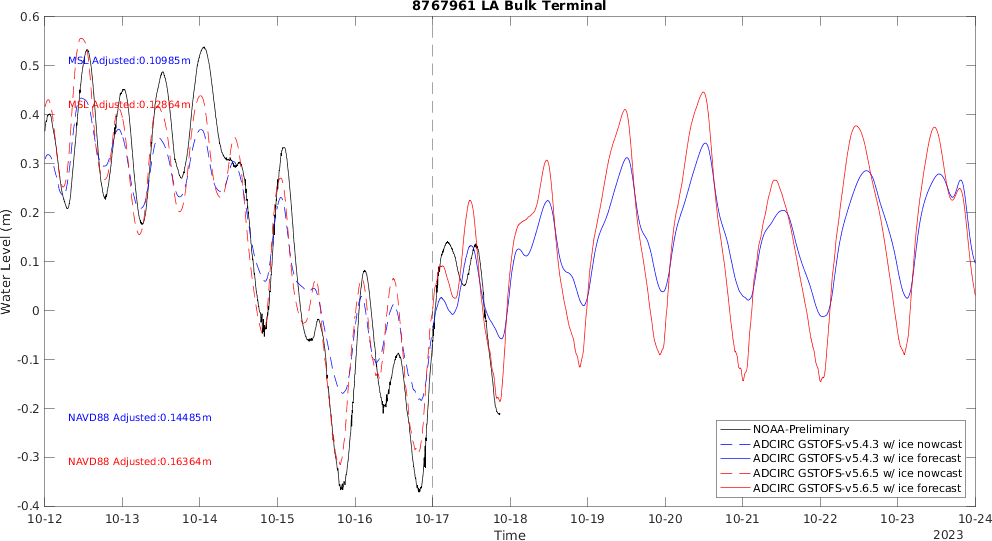 8767961 LA Bulk Terminal
0.6
0.5
0.4
0.3
0.2
0.1
0
-0.1
-0.2
-0.3
-0.4
Water Level (m)
MSL Adjusted:0.10985m
MSL Adjusted:0.12864m
NAVD88 Adjusted:0.14485m
NAVD88 Adjusted:0.16364m
NOAA-Preliminary
ADCIRC GSTOFS-v5.4.3 w/ ice nowcast
ADCIRC GSTOFS-v5.4.3 w/ ice forecast
ADCIRC GSTOFS-v5.6.5 w/ ice nowcast
ADCIRC GSTOFS-v5.6.5 w/ ice forecast
10-12 10-13 10-14 10-15 10-16 10-17 10-18 10-19 10-20 10-21 10-22 10-23 10-24
Time
2023